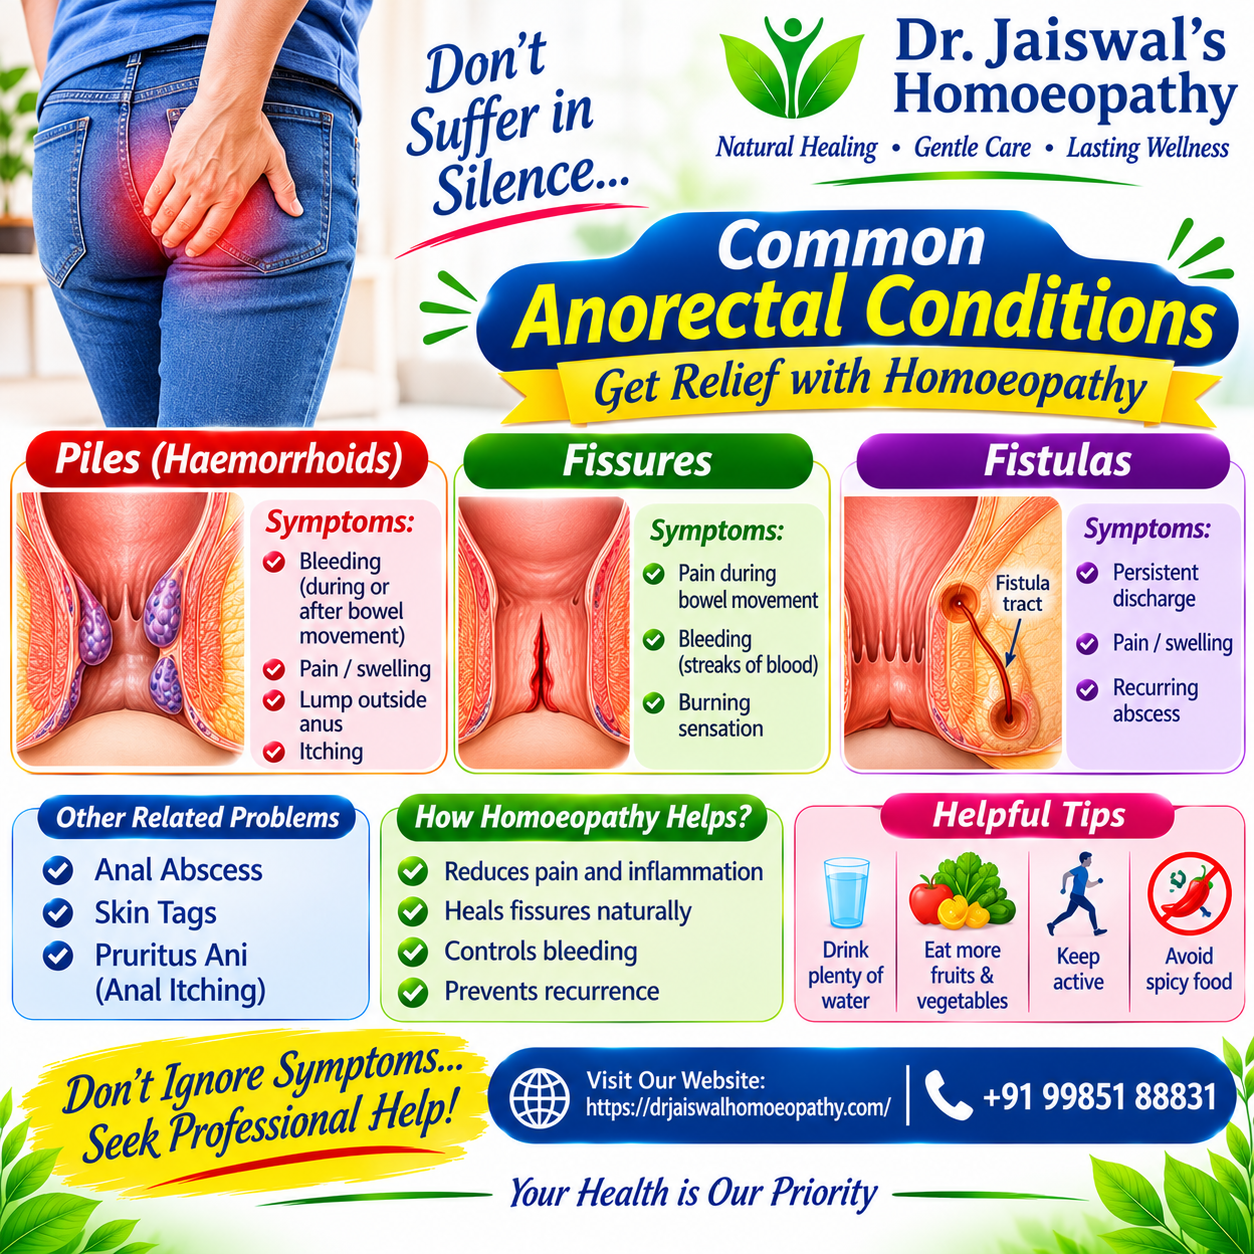 Don't
Suffer in
Silence...
Dr. Jaiswal's
Homoeopathy
Natural Healing • Gentle Care • Lasting Wellness
Common
Anorectal Conditions
Get Relief with Homoeopathy
Piles (Haemorrhoids)
Symptoms:
Bleeding
(during or
after bowel
movement)
Pain / swelling
Lump outside
anus
Itching
Fissures
Symptoms:
Pain during
bowel movement
Bleeding
(streaks of blood)
Burning
sensation
Fistulas
Fistula
tract
Symptoms:
Persistent
discharge
Pain / swelling
Recurring
abscess
Other Related Problems
Anal Abscess
Skin Tags
Pruritus Ani
(Anal Itching)
How Homoeopathy Helps?
Reduces pain and inflammation
Heals fissures naturally
Controls bleeding
Prevents recurrence
Helpful Tips
Drink
plenty of
water
Eat more
fruits &
vegetables
Keep
active
Avoid
spicy food
Don't Ignore Symptoms...
Seek Professional Help!
Visit Our Website:
https://drjaiswalhomoeopathy.com/
+91 99851 88831
Your Health is Our Priority